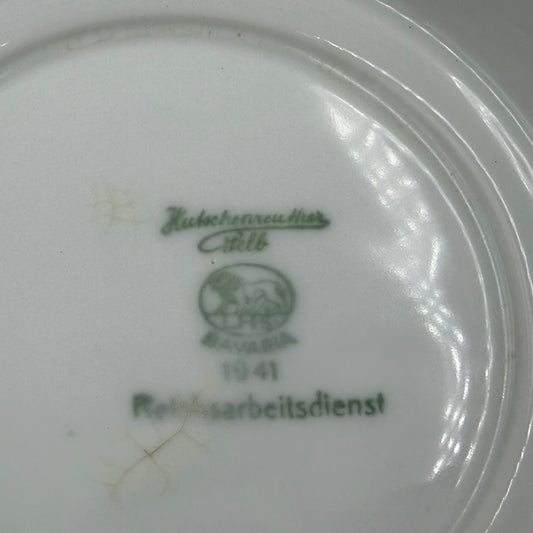 Hutschenreuther
Selb
BAVARIA
1941
Reichsarbeitsdienst